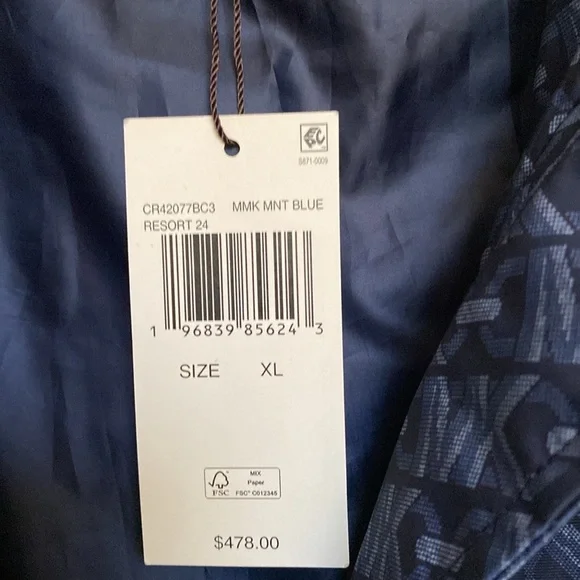 S671-0009
CR42077BC3 MMK MNT BLUE
RESORT 24
1 96839 85624 3
SIZE XL
MIX
Paper
FSC
FSC® C012345
$478.00